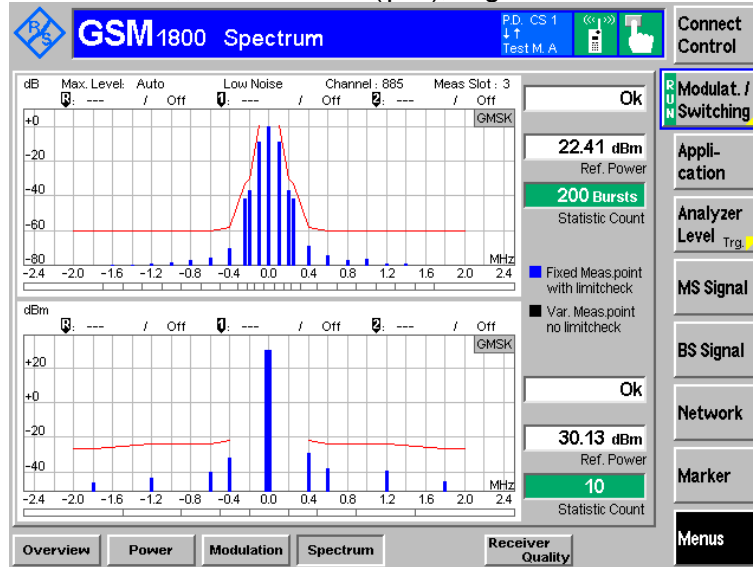 GSM 1800 Spectrum
P.D. CS 1
Test M. A
Connect Control
dB Max. Level: Auto Low Noise Channel : 885 Meas Slot : 3
R: --- / Off 1: --- / Off 2: --- / Off
GMSK
+0
-20
-40
-60
-80
MHz
-2.4 -2.0 -1.6 -1.2 -0.8 -0.4 0.0 0.4 0.8 1.2 1.6 2.0 2.4
Ok
22.41 dBm
Ref. Power
200 Bursts
Statistic Count
Fixed Meas.point
with limitcheck
Var. Meas.point
no limitcheck
dBm
R: --- / Off 1: --- / Off 2: --- / Off
GMSK
+20
+0
-20
-40
MHz
-2.4 -2.0 -1.6 -1.2 -0.8 -0.4 0.0 0.4 0.8 1.2 1.6 2.0 2.4
Ok
30.13 dBm
Ref. Power
10
Statistic Count
RUN
Modulat. /
Switching
Appli-
cation
Analyzer
Level Trg.
MS Signal
BS Signal
Network
Marker
Menus
Overview Power Modulation Spectrum Receiver
Quality